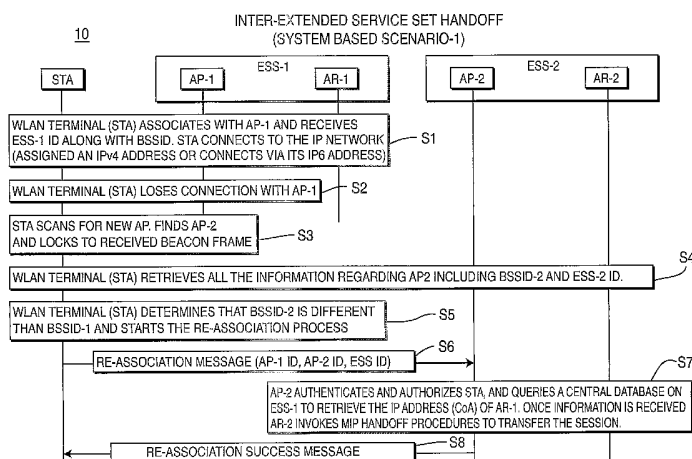 INTER-EXTENDED SERVICE SET HANDOFF
(SYSTEM BASED SCENARIO-1)
10
ESS-1
ESS-2
STA
AP-1
AR-1
AP-2
AR-2
WLAN TERMINAL (STA) ASSOCIATES WITH AP-1 AND RECEIVES
ESS-1 ID ALONG WITH BSSID. STA CONNECTS TO THE IP NETWORK
(ASSIGNED AN IPv4 ADDRESS OR CONNECTS VIA ITS IP6 ADDRESS)
S1
WLAN TERMINAL (STA) LOSES CONNECTION WITH AP-1
S2
STA SCANS FOR NEW AP. FINDS AP-2
AND LOCKS TO RECEIVED BEACON FRAME
S3
S4
WLAN TERMINAL (STA) RETRIEVES ALL THE INFORMATION REGARDING AP2 INCLUDING BSSID-2 AND ESS-2 ID.
WLAN TERMINAL (STA) DETERMINES THAT BSSID-2 IS DIFFERENT
THAN BSSID-1 AND STARTS THE RE-ASSOCIATION PROCESS
S5
S6
RE-ASSOCIATION MESSAGE (AP-1 ID, AP-2 ID, ESS ID)
S7
AP-2 AUTHENTICATES AND AUTHORIZES STA, AND QUERIES A CENTRAL DATABASE ON
ESS-1 TO RETRIEVE THE IP ADDRESS (CoA) OF AR-1. ONCE INFORMATION IS RECEIVED
AR-2 INVOKES MIP HANDOFF PROCEDURES TO TRANSFER THE SESSION.
S8
RE-ASSOCIATION SUCCESS MESSAGE